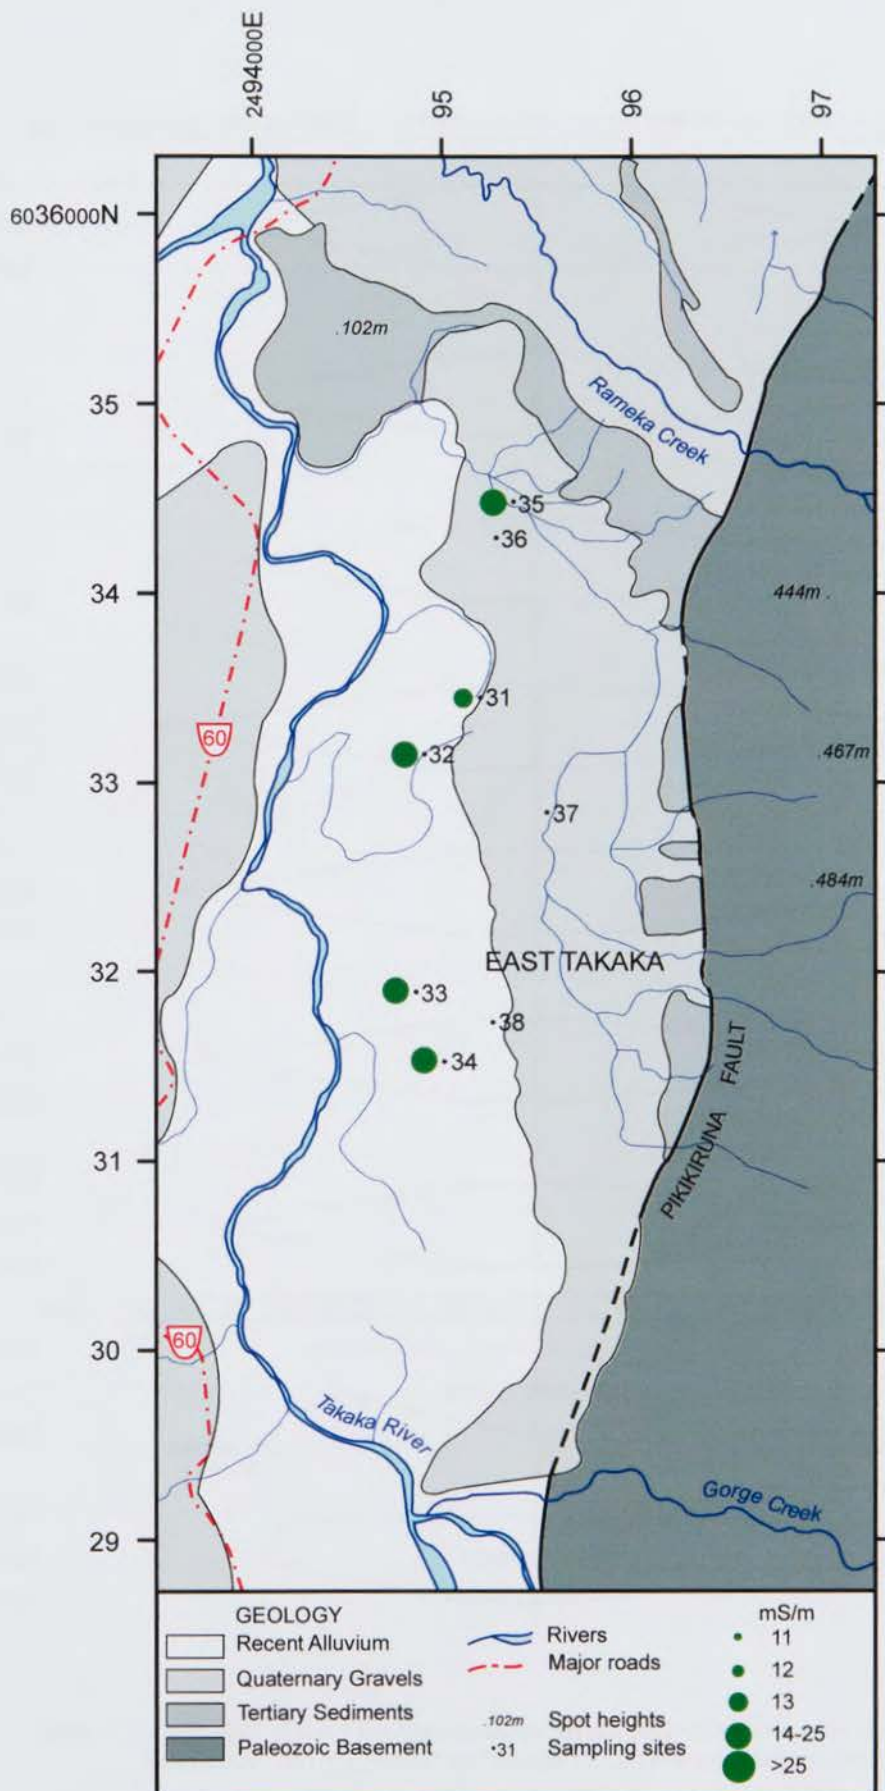 2494000E
95
96
97
6036000N
.102m
35
Rameka Creek
•35
•36
34
444m .
•31
60
•32
.467m
33
•37
.484m
32
EAST TAKAKA
•33
•38
•34
PIKIKIRUNA FAULT
31
30
60
Takaka River
Gorge Creek
29
GEOLOGY
Recent Alluvium
Quaternary Gravels
Tertiary Sediments
Paleozoic Basement
Rivers
Major roads
.102m Spot heights
•31 Sampling sites
mS/m
11
12
13
14-25
>25